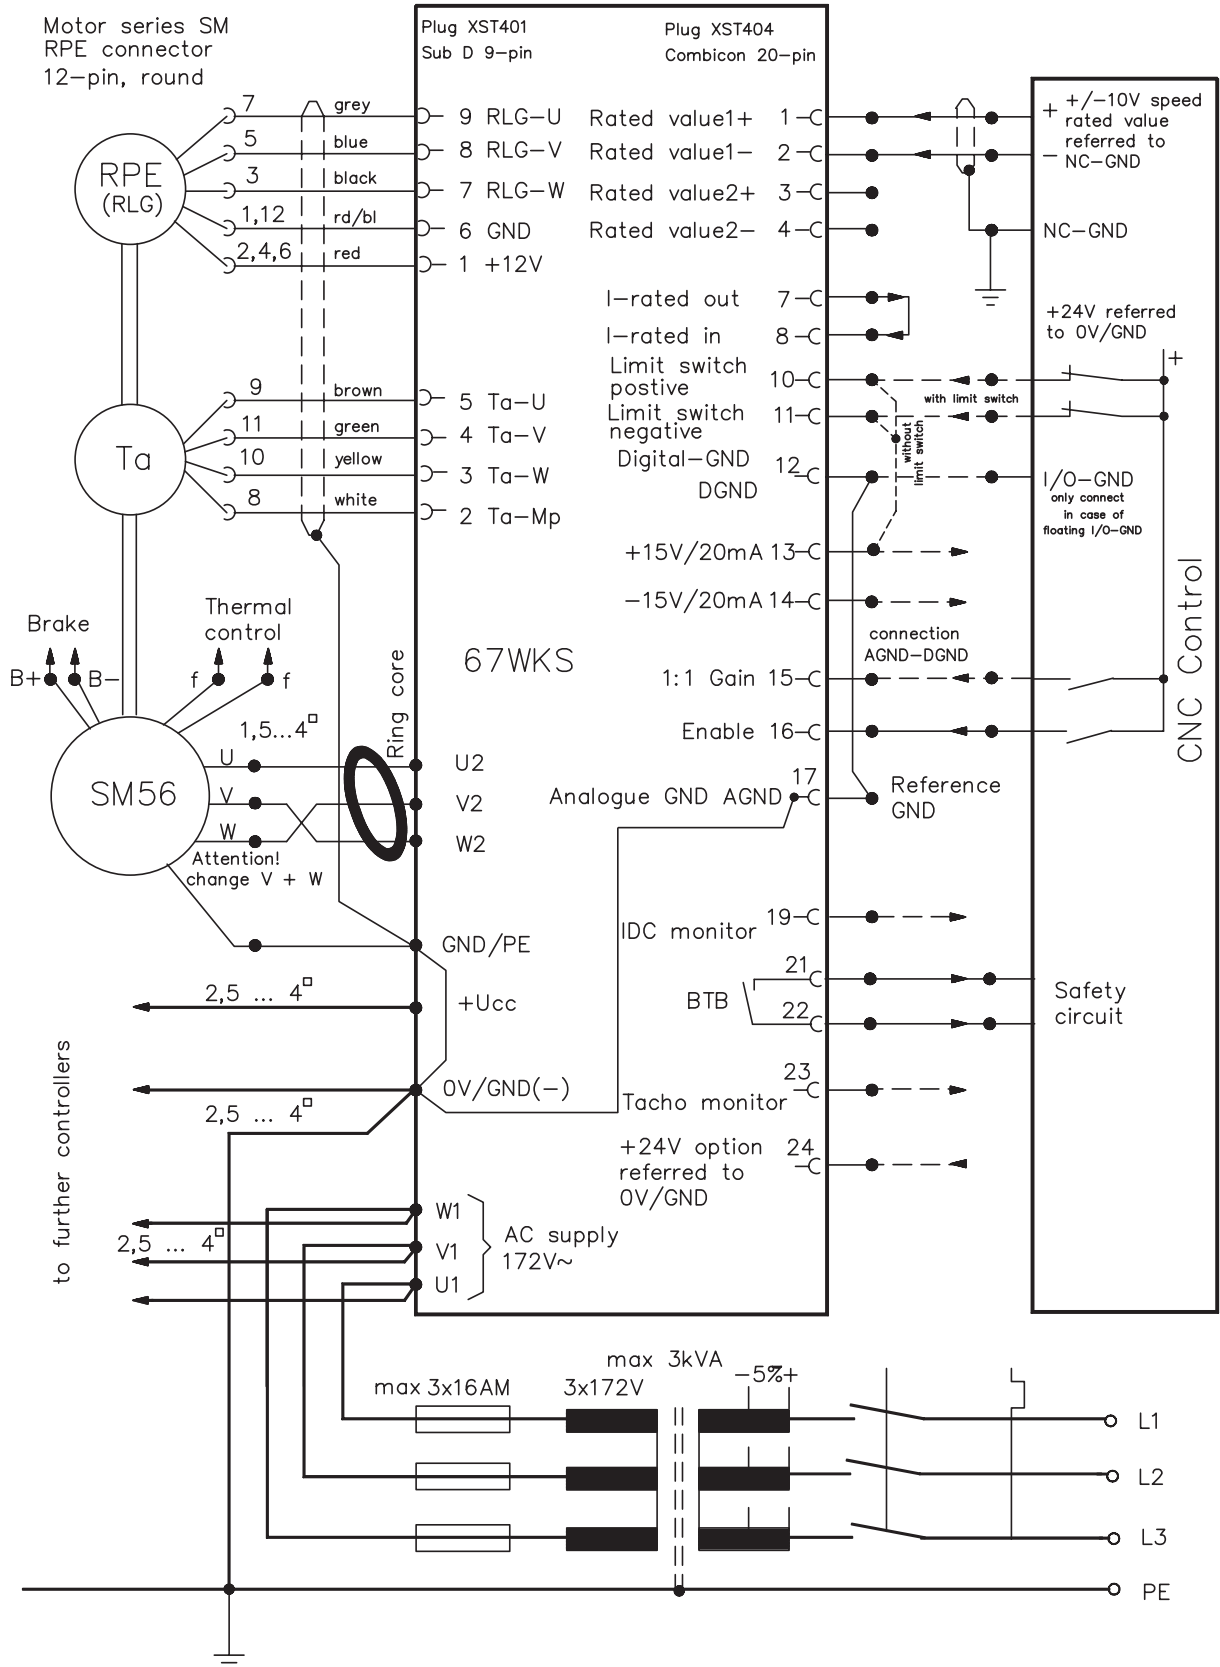 Motor series SM
RPE connector
12-pin, round
Plug XST401
Sub D 9-pin
Plug XST404
Combicon 20-pin
RPE
(RLG)
7 grey
5 blue
3 black
1,12 rd/bl
2,4,6 red
9 RLG-U
8 RLG-V
7 RLG-W
6 GND
1 +12V
Ta
9 brown
11 green
10 yellow
8 white
5 Ta-U
4 Ta-V
3 Ta-W
2 Ta-Mp
Rated value1+ 1
Rated value1- 2
Rated value2+ 3
Rated value2- 4
I-rated out 7
I-rated in 8
Limit switch
postive
10
Limit switch
negative
11
Digital-GND
DGND
12
+15V/20mA 13
-15V/20mA 14
1:1 Gain 15
Enable 16
17
Analogue GND AGND
19
IDC monitor
21
BTB
22
23
Tacho monitor
+24V option
referred to
0V/GND
24
with limit switch
without
limit switch
connection
AGND-DGND
Reference
GND
+
-
+/-10V speed
rated value
referred to
NC-GND
NC-GND
+24V referred
to 0V/GND
+
I/O-GND
only connect
in case of
floating I/O-GND
CNC Control
Safety
circuit
Brake
B+
B-
Thermal
control
f
f
SM56
1,5...4□
U
V
W
Attention!
change V + W
Ring core
67WKS
U2
V2
W2
GND/PE
+Ucc
0V/GND(-)
2,5 ... 4□
2,5 ... 4□
2,5 ... 4□
to further controllers
W1
V1
U1
AC supply
172V~
max 3x16AM
3x172V
max 3kVA
-5%+
L1
L2
L3
PE